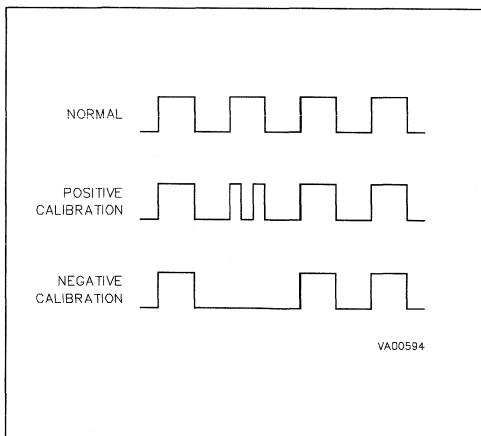 NORMAL
POSITIVE
CALIBRATION
NEGATIVE
CALIBRATION
VA00594